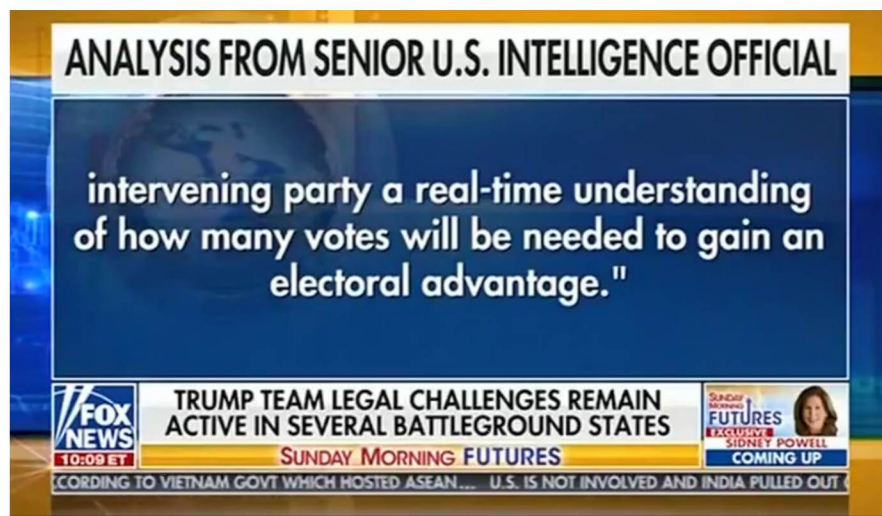 ANALYSIS FROM SENIOR U.S. INTELLIGENCE OFFICIAL
intervening party a real-time understanding
of how many votes will be needed to gain an
electoral advantage."
FOX
NEWS
10:09 ET
TRUMP TEAM LEGAL CHALLENGES REMAIN
ACTIVE IN SEVERAL BATTLEGROUND STATES
SUNDAY MORNING FUTURES
SUNDAY
MORNING
FUTURES
EXCLUSIVE
SIDNEY POWELL
COMING UP
CCORDING TO VIETNAM GOVT WHICH HOSTED ASEAN... U.S. IS NOT INVOLVED AND INDIA PULLED OUT